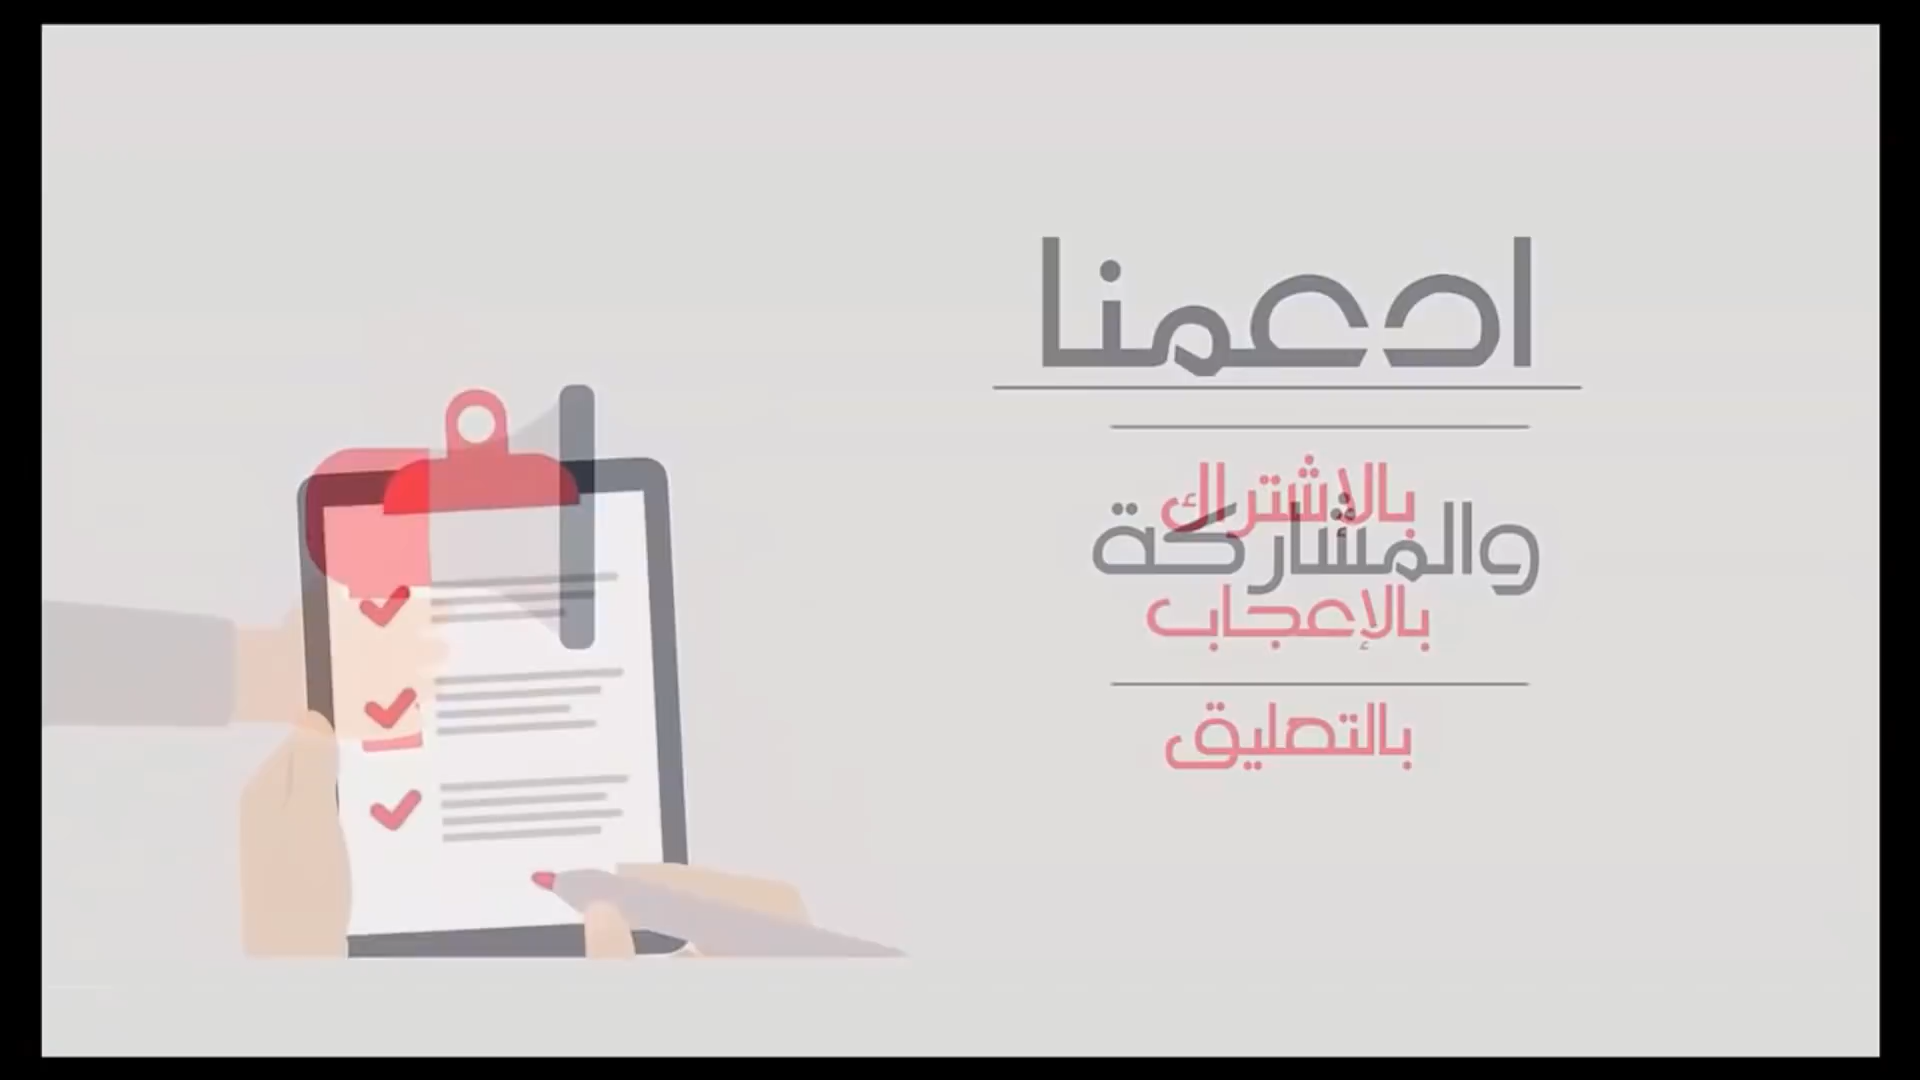 ادعمنا
بالاشتراك
والمشاركة
بالإعجاب
بالتعليق